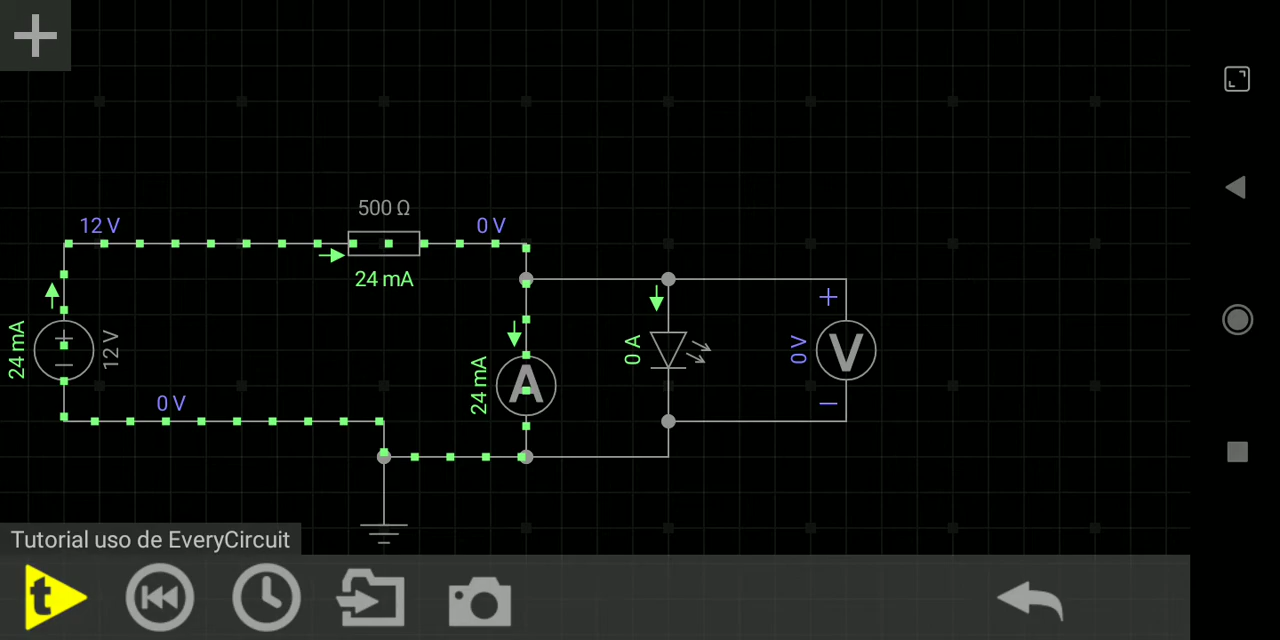 500 Ω
12 V
0 V
24 mA
24 mA
12 V
0 A
0 V
+
−
V
24 mA
A
0 V
Tutorial uso de EveryCircuit
t